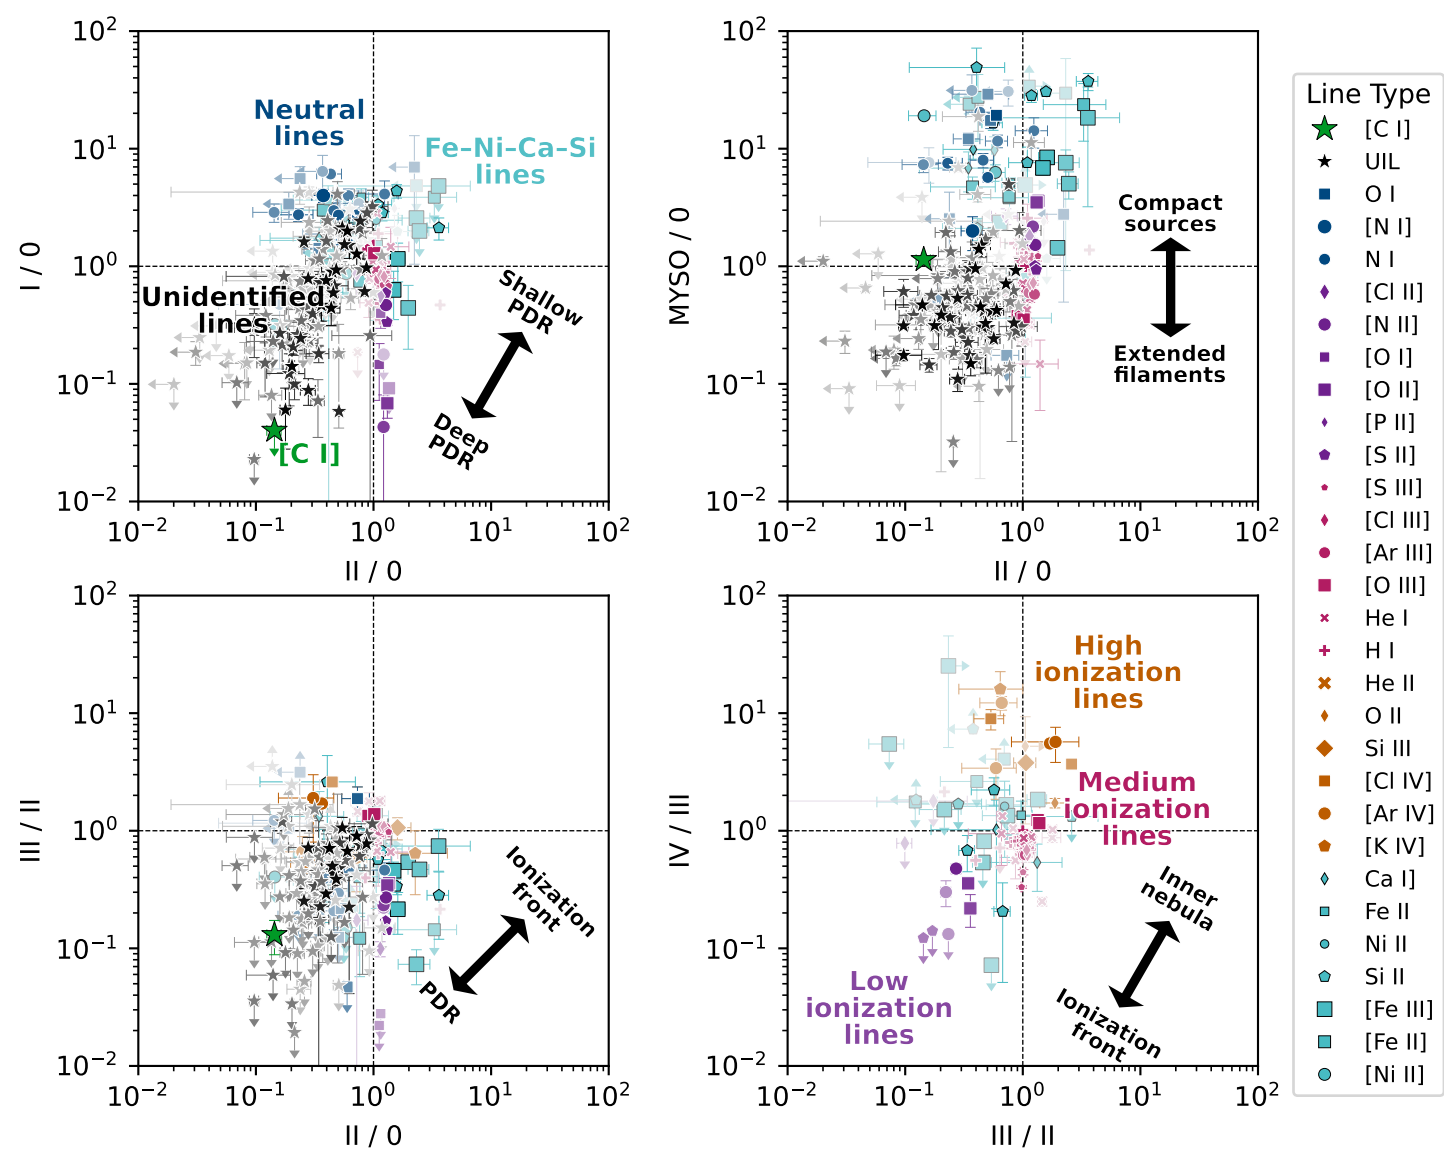 10²
10¹
10⁰
10⁻¹
10⁻²
I / 0
Neutral
lines
Fe–Ni–Ca–Si
lines
Unidentified
lines
Shallow
PDR
Deep
PDR
[C I]
10⁻² 10⁻¹ 10⁰ 10¹ 10²
II / 0
10²
10¹
10⁰
10⁻¹
10⁻²
MYSO / 0
Compact
sources
Extended
filaments
10⁻² 10⁻¹ 10⁰ 10¹ 10²
II / 0
10²
10¹
10⁰
10⁻¹
10⁻²
III / II
Ionization
front
PDR
10⁻² 10⁻¹ 10⁰ 10¹ 10²
II / 0
10²
10¹
10⁰
10⁻¹
10⁻²
IV / III
High
ionization
lines
Medium
ionization
lines
Low
ionization
lines
Inner
nebula
Ionization
front
10⁻² 10⁻¹ 10⁰ 10¹ 10²
III / II
Line Type
[C I]
UIL
O I
[N I]
N I
[Cl II]
[N II]
[O I]
[O II]
[P II]
[S II]
[S III]
[Cl III]
[Ar III]
[O III]
He I
H I
He II
O II
Si III
[Cl IV]
[Ar IV]
[K IV]
Ca I]
Fe II
Ni II
Si II
[Fe III]
[Fe II]
[Ni II]